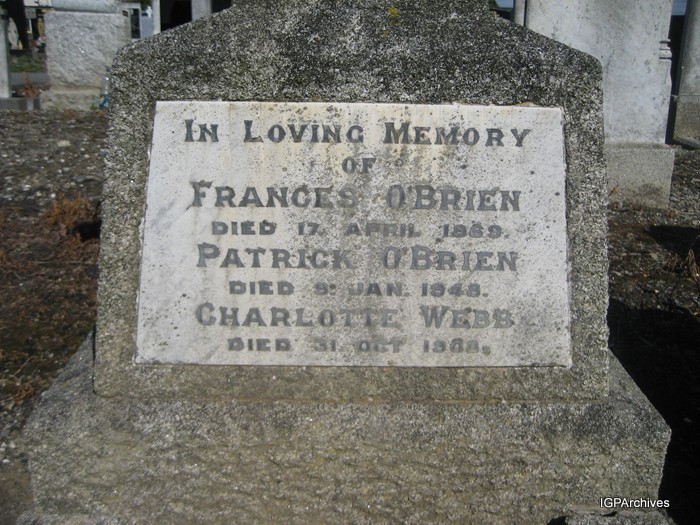 In Loving Memory
of
Frances O'Brien
died 17 April 1989.
Patrick O'Brien
died 9 Jan. 1948.
Charlotte Webb
died 31 Oct 1968.
IGPArchives